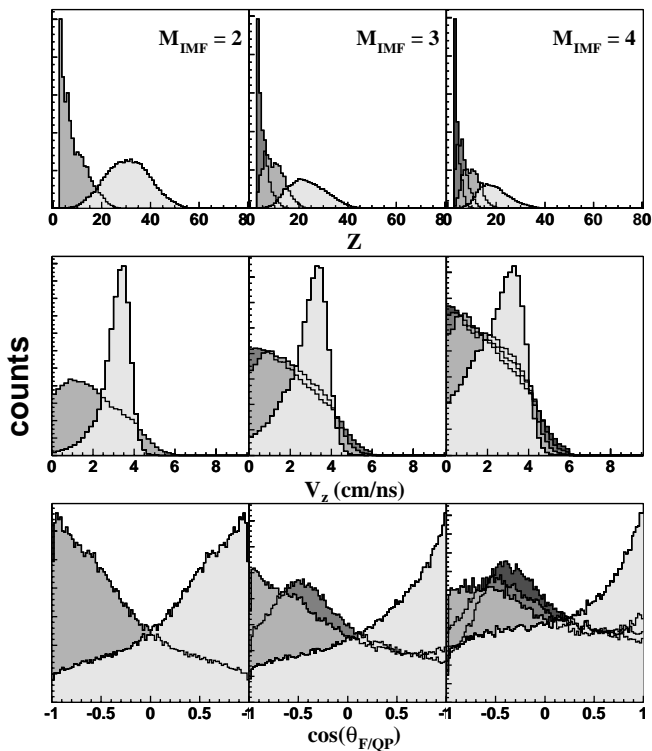 M_IMF = 2 M_IMF = 3 M_IMF = 4
0 20 40 60 80 0 20 40 60 80 0 20 40 60 80
Z
counts
0 2 4 6 8 0 2 4 6 8 0 2 4 6 8
V_z (cm/ns)
-1 -0.5 0 0.5 -1 -0.5 0 0.5 -1 -0.5 0 0.5 1
cos(θ_F/QP)